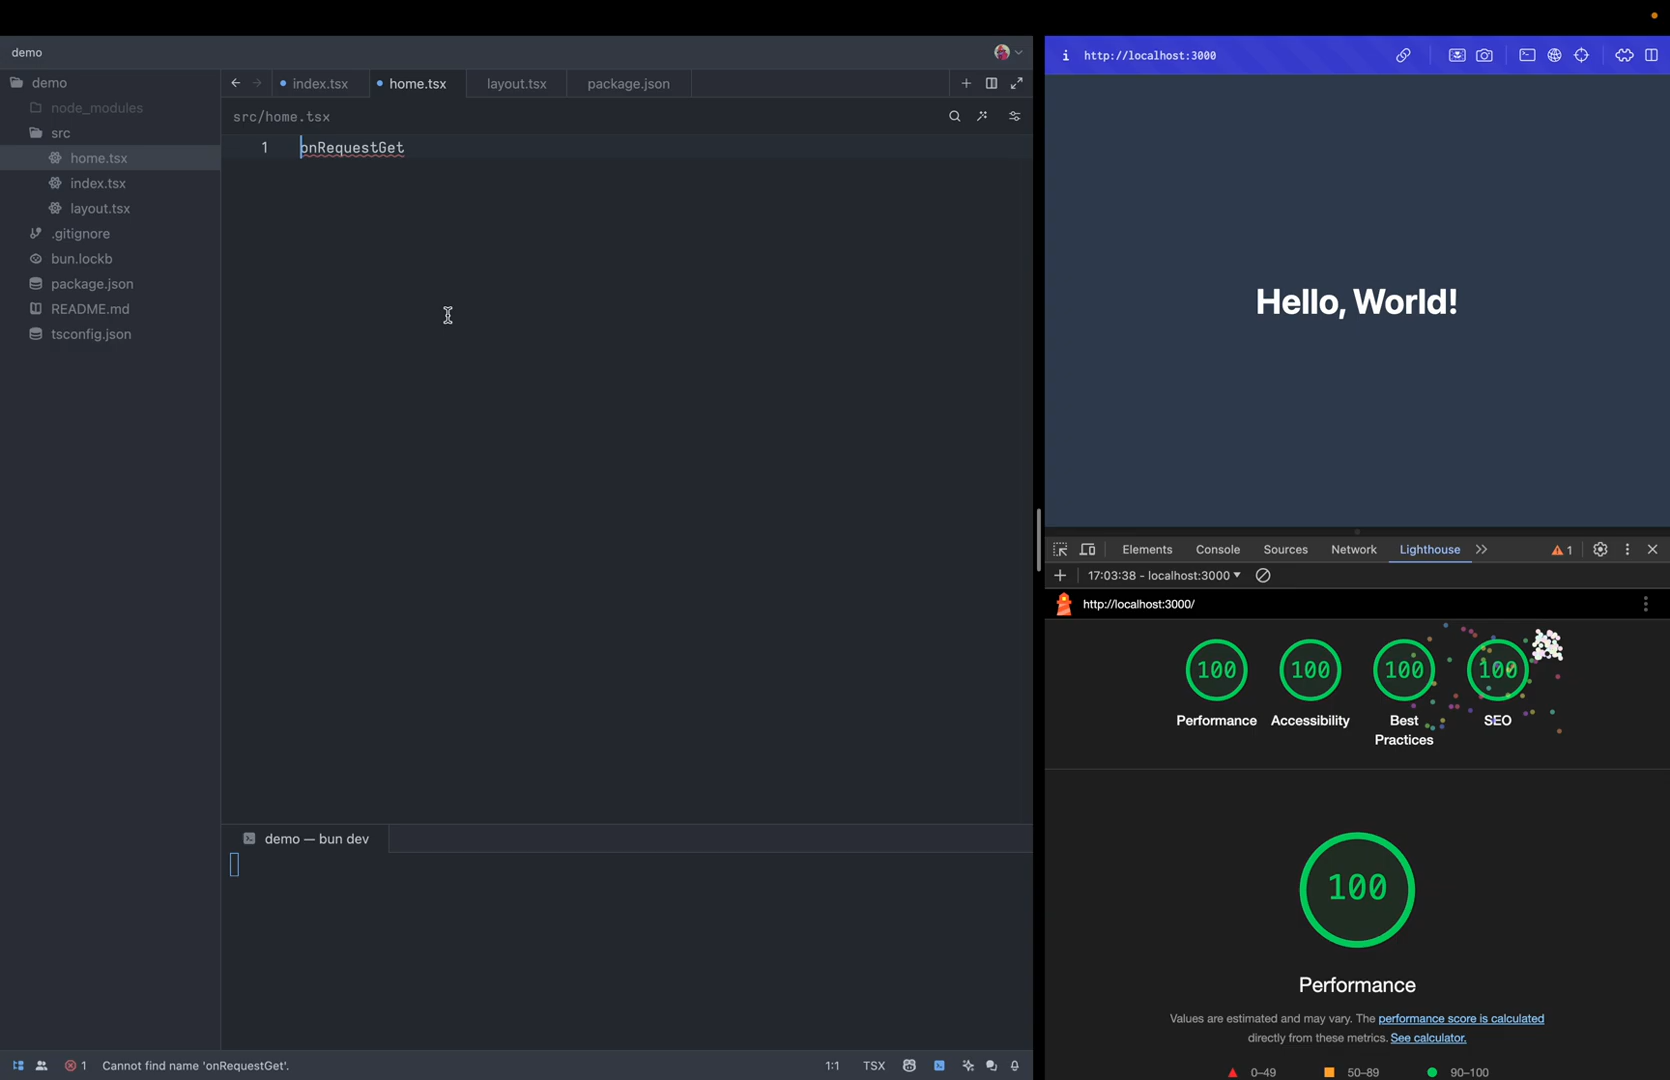 demo
demo
node_modules
src
home.tsx
index.tsx
layout.tsx
.gitignore
bun.lockb
package.json
README.md
tsconfig.json
index.tsx
home.tsx
layout.tsx
package.json
src/home.tsx
1
onRequestGet
demo — bun dev
1
Cannot find name 'onRequestGet'.
1:1
TSX
http://localhost:3000
Hello, World!
Elements
Console
Sources
Network
Lighthouse
1
17:03:38 - localhost:3000
http://localhost:3000/
100
100
100
100
Performance
Accessibility
Best
Practices
SEO
100
Performance
Values are estimated and may vary. The performance score is calculated
directly from these metrics. See calculator.
0–49
50–89
90–100